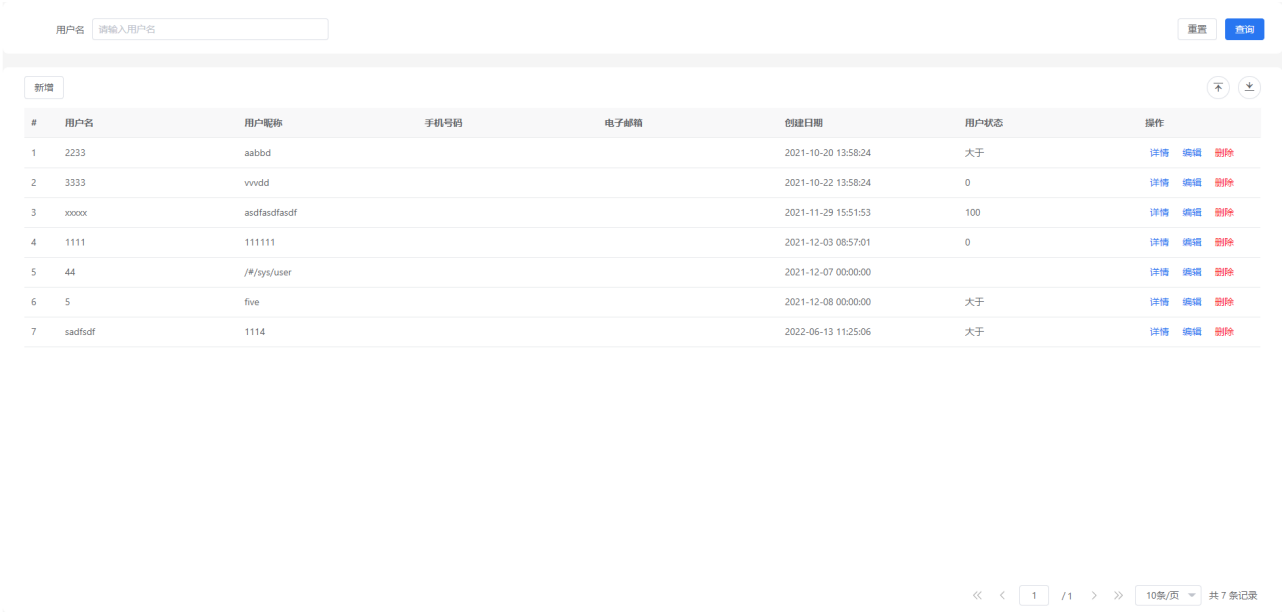 用户名 请输入用户名 重置 查询
新增
# 用户名 用户昵称 手机号码 电子邮箱 创建日期 用户状态 操作
1 2233 aabbd 2021-10-20 13:58:24 大于 详情 编辑 删除
2 3333 vvvdd 2021-10-22 13:58:24 0 详情 编辑 删除
3 xxxxx asdfasdfasdf 2021-11-29 15:51:53 100 详情 编辑 删除
4 1111 111111 2021-12-03 08:57:01 0 详情 编辑 删除
5 44 /#/sys/user 2021-12-07 00:00:00 详情 编辑 删除
6 5 five 2021-12-08 00:00:00 大于 详情 编辑 删除
7 sadfsdf 1114 2022-06-13 11:25:06 大于 详情 编辑 删除
1 / 1 10条/页 共 7 条记录